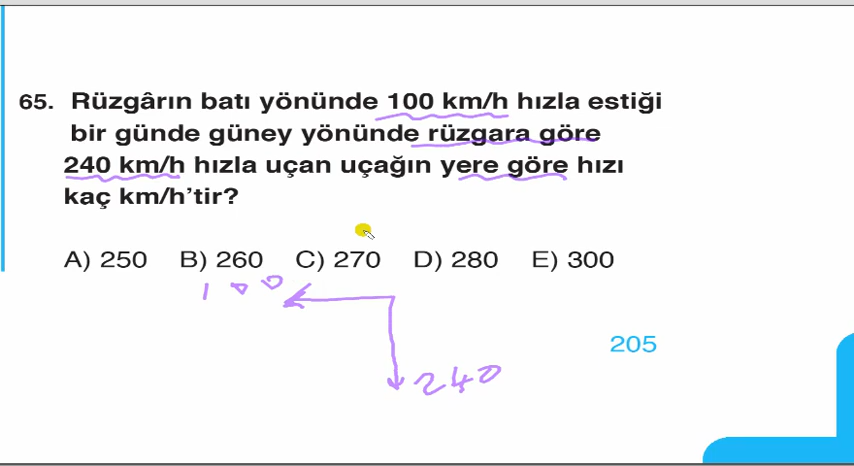 65. Rüzgârın batı yönünde 100 km/h hızla estiği
bir günde güney yönünde rüzgara göre
240 km/h hızla uçan uçağın yere göre hızı
kaç km/h'tir?
A) 250 B) 260 C) 270 D) 280 E) 300
100
240
205